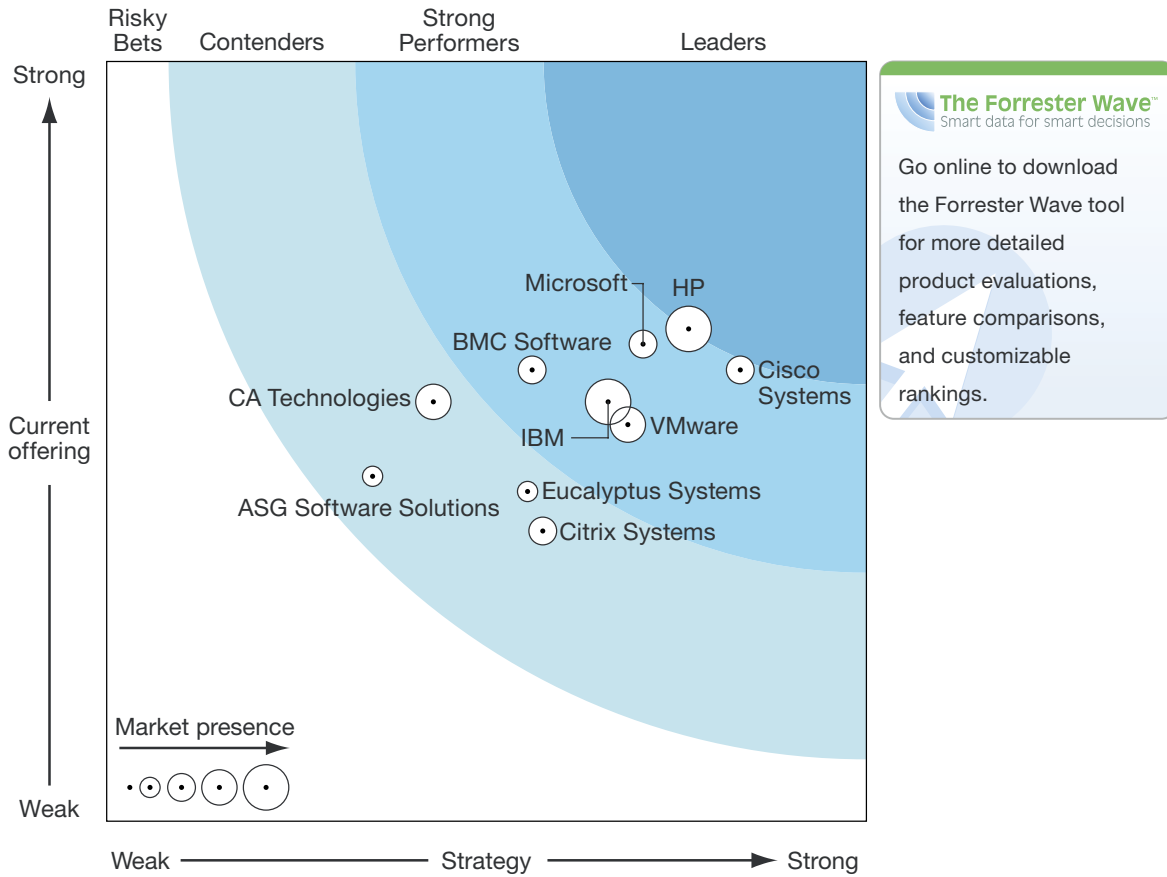 Risky
Bets
Contenders
Strong
Performers
Leaders
Strong
Current
offering
Weak
Microsoft
HP
BMC Software
Cisco
Systems
CA Technologies
IBM
VMware
ASG Software Solutions
Eucalyptus Systems
Citrix Systems
Market presence
Weak
Strategy
Strong
The Forrester Wave™
Smart data for smart decisions
Go online to download
the Forrester Wave tool
for more detailed
product evaluations,
feature comparisons,
and customizable
rankings.